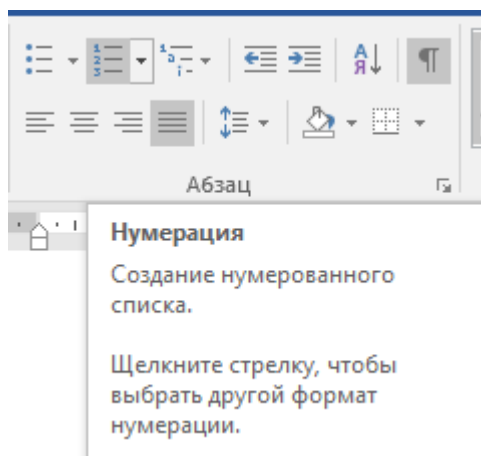 Абзац
Нумерация
Создание нумерованного
списка.
Щелкните стрелку, чтобы
выбрать другой формат
нумерации.